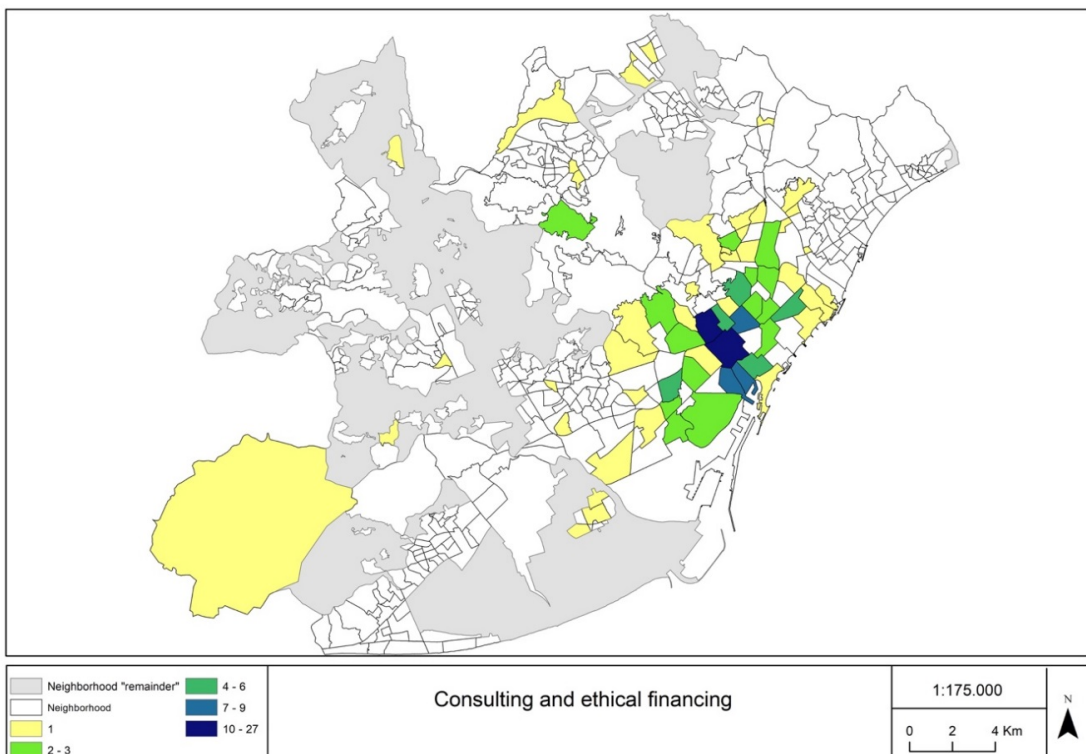 Neighborhood "remainder"
Neighborhood
1
2 - 3
4 - 6
7 - 9
10 - 27
Consulting and ethical financing
1:175.000
0 2 4 Km
N